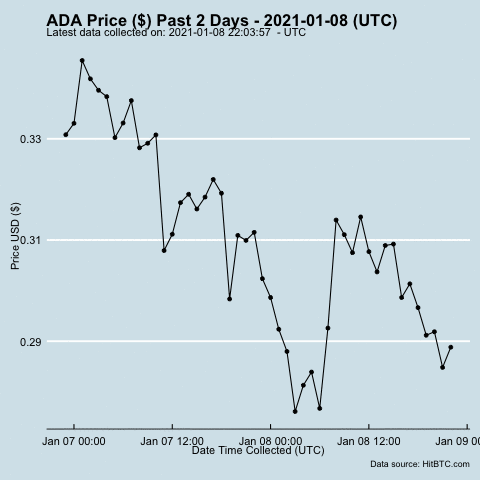 ADA Price ($) Past 2 Days - 2021-01-08 (UTC)
Latest data collected on: 2021-01-08 22:03:57 - UTC
0.33
0.31
0.29
Price USD ($)
Jan 07 00:00 Jan 07 12:00 Jan 08 00:00 Jan 08 12:00 Jan 09 00
Date Time Collected (UTC)
Data source: HitBTC.com